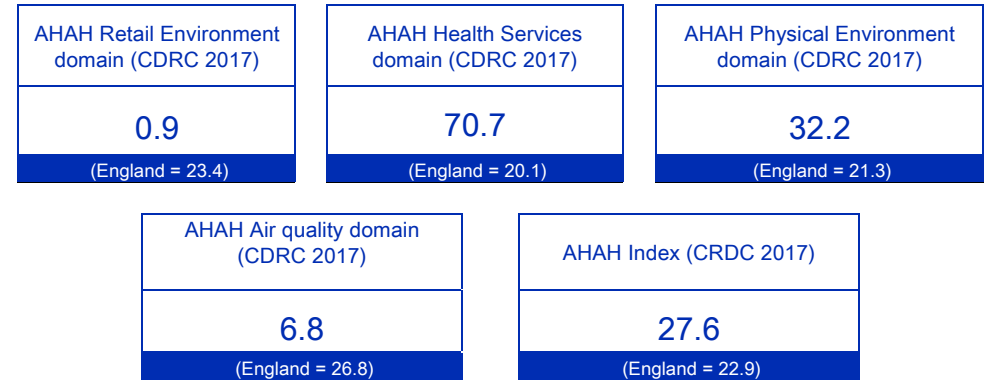 AHAH Retail Environment
domain (CDRC 2017)
0.9
(England = 23.4)
AHAH Health Services
domain (CDRC 2017)
70.7
(England = 20.1)
AHAH Physical Environment
domain (CDRC 2017)
32.2
(England = 21.3)
AHAH Air quality domain
(CDRC 2017)
6.8
(England = 26.8)
AHAH Index (CRDC 2017)
27.6
(England = 22.9)